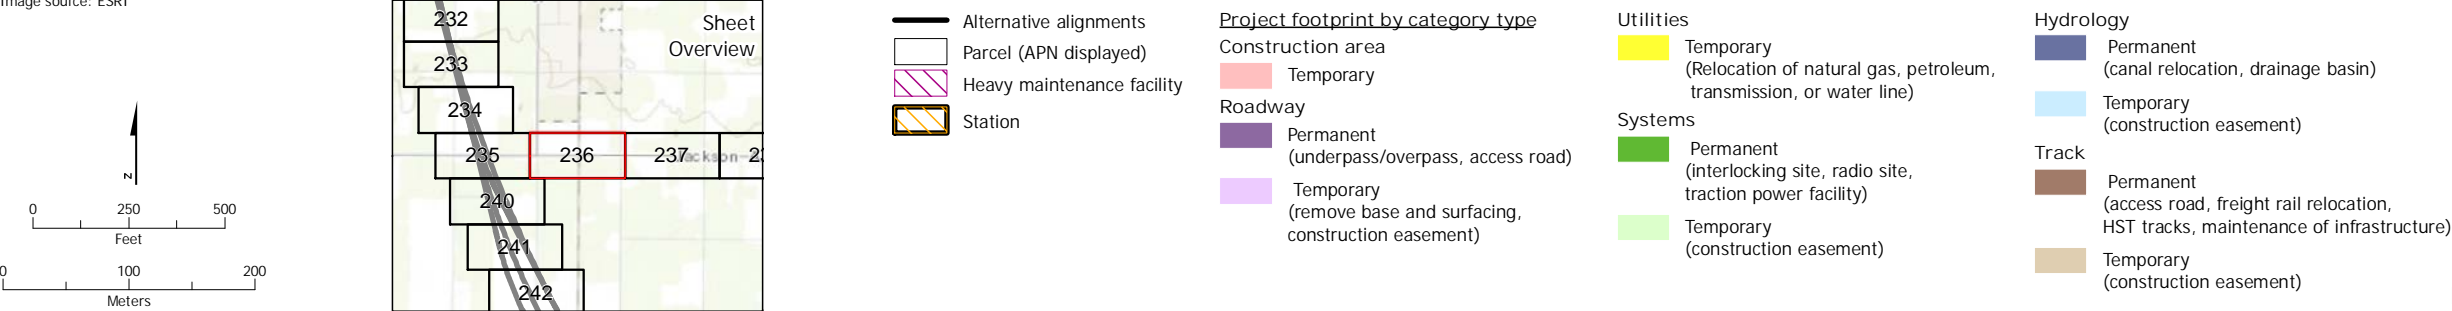 Image source: ESRI
N
0 250 500
Feet
0 100 200
Meters
Sheet
Overview
232
233
234
235
236
237
Jackson
240
241
242
Alternative alignments
Parcel (APN displayed)
Heavy maintenance facility
Station
Project footprint by category type
Construction area
Temporary
Roadway
Permanent
(underpass/overpass, access road)
Temporary
(remove base and surfacing,
construction easement)
Utilities
Temporary
(Relocation of natural gas, petroleum,
transmission, or water line)
Systems
Permanent
(interlocking site, radio site,
traction power facility)
Temporary
(construction easement)
Hydrology
Permanent
(canal relocation, drainage basin)
Temporary
(construction easement)
Track
Permanent
(access road, freight rail relocation,
HST tracks, maintenance of infrastructure)
Temporary
(construction easement)